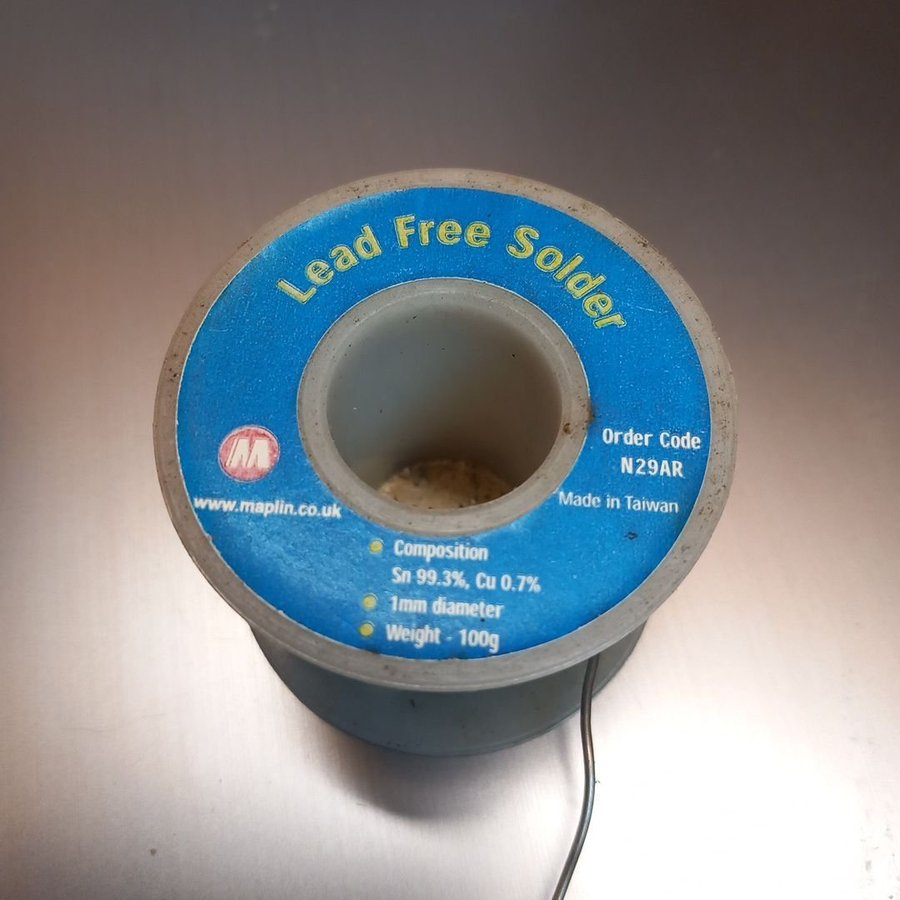 Lead Free Solder
M
www.maplin.co.uk
Order Code
N29AR
Made in Taiwan
Composition
Sn 99.3%, Cu 0.7%
1mm diameter
Weight - 100g